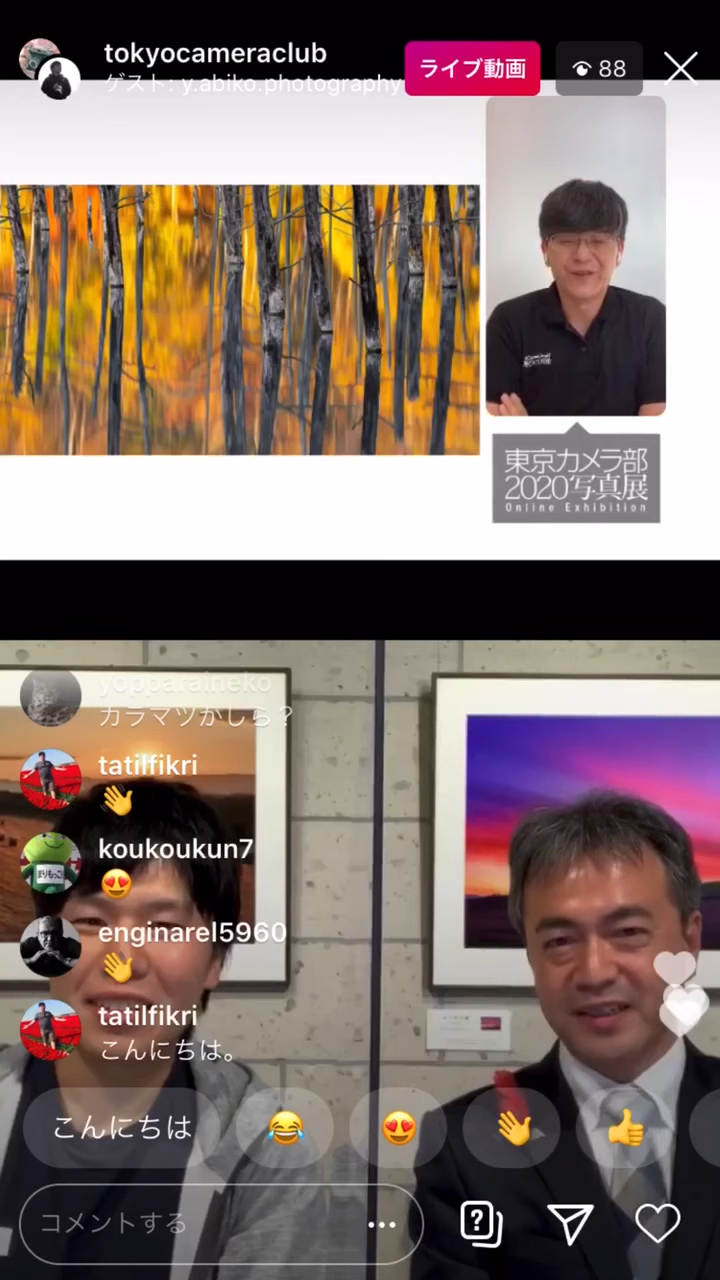 tokyocameraclub
ゲスト: y.abiko.photography
ライブ動画
88
東京カメラ部
2020写真展
Online Exhibition
yopparaineko
カラマツかしら？
tatilfikri
👋
koukoukun7
😍
enginarel5960
👋
tatilfikri
こんにちは。
こんにちは 😂 😍 👋 👍
コメントする